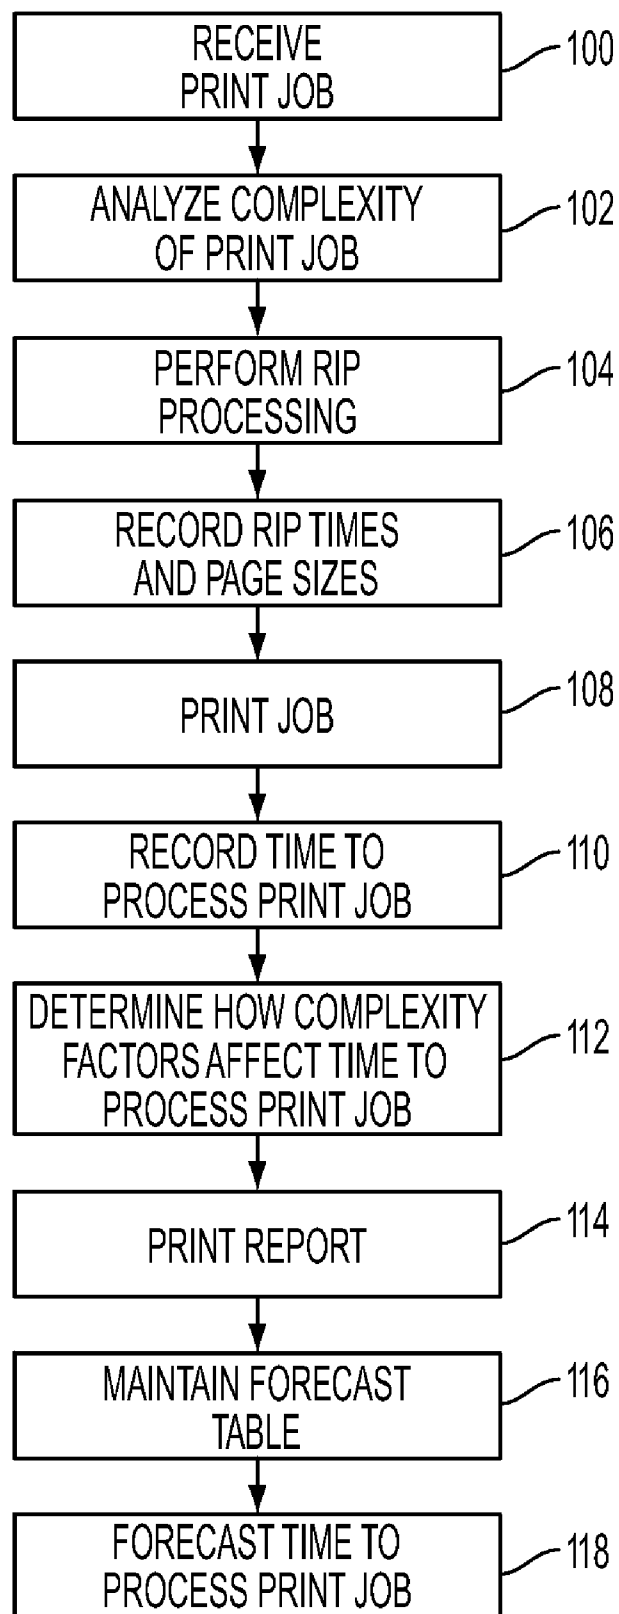 RECEIVE
PRINT JOB
100
ANALYZE COMPLEXITY
OF PRINT JOB
102
PERFORM RIP
PROCESSING
104
RECORD RIP TIMES
AND PAGE SIZES
106
PRINT JOB
108
RECORD TIME TO
PROCESS PRINT JOB
110
DETERMINE HOW COMPLEXITY
FACTORS AFFECT TIME TO
PROCESS PRINT JOB
112
PRINT REPORT
114
MAINTAIN FORECAST
TABLE
116
FORECAST TIME TO
PROCESS PRINT JOB
118